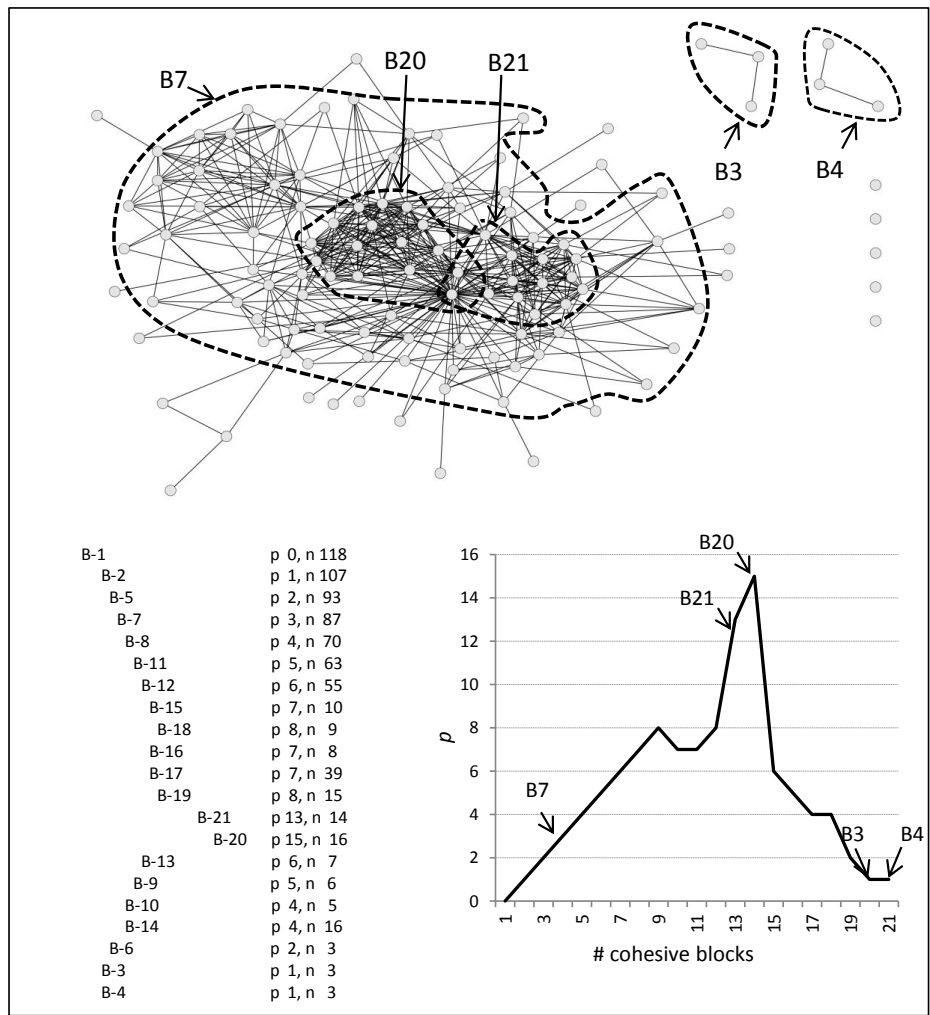 B7
B20
B21
B3
B4
B-1 p 0, n 118
B-2 p 1, n 107
B-5 p 2, n 93
B-7 p 3, n 87
B-8 p 4, n 70
B-11 p 5, n 63
B-12 p 6, n 55
B-15 p 7, n 10
B-18 p 8, n 9
B-16 p 7, n 8
B-17 p 7, n 39
B-19 p 8, n 15
B-21 p 13, n 14
B-20 p 15, n 16
B-13 p 6, n 7
B-9 p 5, n 6
B-10 p 4, n 5
B-14 p 4, n 16
B-6 p 2, n 3
B-3 p 1, n 3
B-4 p 1, n 3
B20
B21
B7
B3
B4
p
16
14
12
10
8
6
4
2
0
1 3 5 7 9 11 13 15 17 19 21
# cohesive blocks